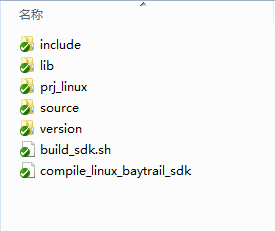 名称
include
lib
prj_linux
source
version
build_sdk.sh
compile_linux_baytrail_sdk